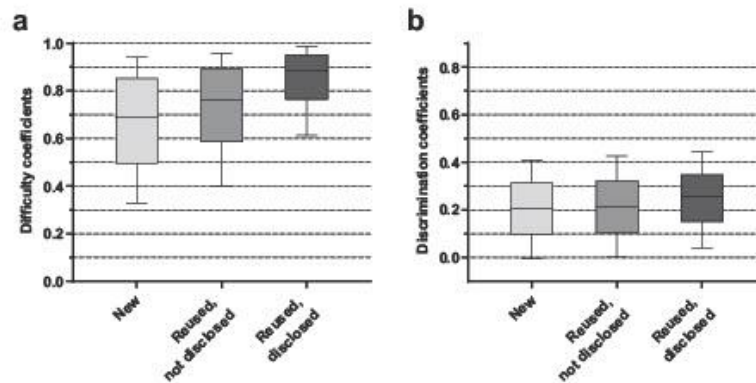 a
Difficulty coefficients
1.0
0.8
0.6
0.4
0.2
0.0
New
Reused,
not disclosed
Reused,
disclosed
b
Discrimination coefficients
0.8
0.6
0.4
0.2
0.0
New
Reused,
not disclosed
Reused,
disclosed